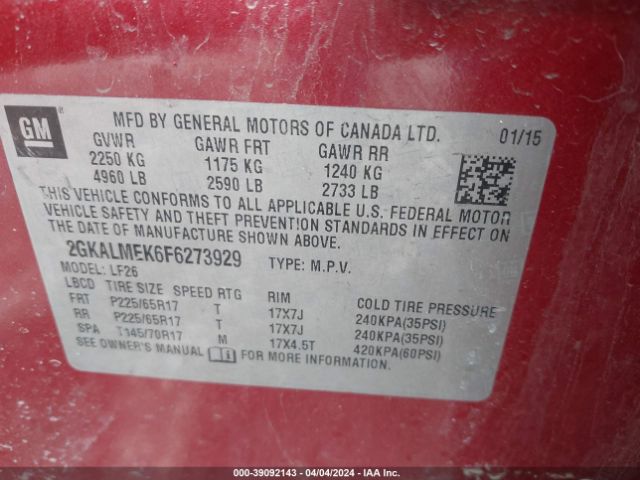 GM
MFD BY GENERAL MOTORS OF CANADA LTD. 01/15
GVWR GAWR FRT GAWR RR
2250 KG 1175 KG 1240 KG
4960 LB 2590 LB 2733 LB
THIS VEHICLE CONFORMS TO ALL APPLICABLE U.S. FEDERAL MOTOR
VEHICLE SAFETY AND THEFT PREVENTION STANDARDS IN EFFECT ON
THE DATE OF MANUFACTURE SHOWN ABOVE.
2GKALMEK6F6273929 TYPE: M.P.V.
MODEL: LF26
LBCD TIRE SIZE SPEED RTG RIM COLD TIRE PRESSURE
FRT P225/65R17 T 17X7J 240KPA(35PSI)
RR P225/65R17 T 17X7J 240KPA(35PSI)
SPA T145/70R17 M 17X4.5T 420KPA(60PSI)
SEE OWNER'S MANUAL FOR MORE INFORMATION.
000-39092143 - 04/04/2024 - IAA Inc.